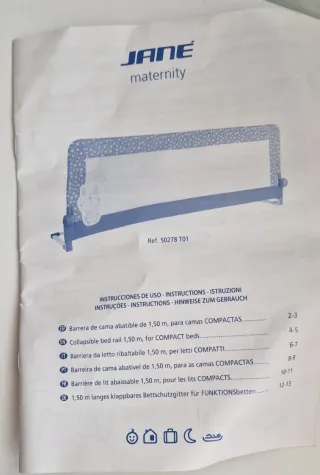 JANÉ
maternity
Ref. 50278 T01
INSTRUCCIONES DE USO - INSTRUCTIONS - ISTRUZIONI
INSTRUÇÕES - INSTRUCTIONS - HINWEISE ZUM GEBRAUCH
Barrera de cama abatible de 1,50 m, para camas COMPACTAS 2-3
Collapsible bed rail 1,50 m, for COMPACT beds 4-5
IT Barriera da letto ribaltabile 1,50 m, per letti COMPATTI 6-7
Barreira de cama abatível de 1,50 m, para as camas COMPACTAS 8-9
Barrière de lit abaissable 1,50 m, pour les lits COMPACTS 10-11
1,50 m langes klappbares Bettschutzgitter für FUNKTIONSbetten 12-13